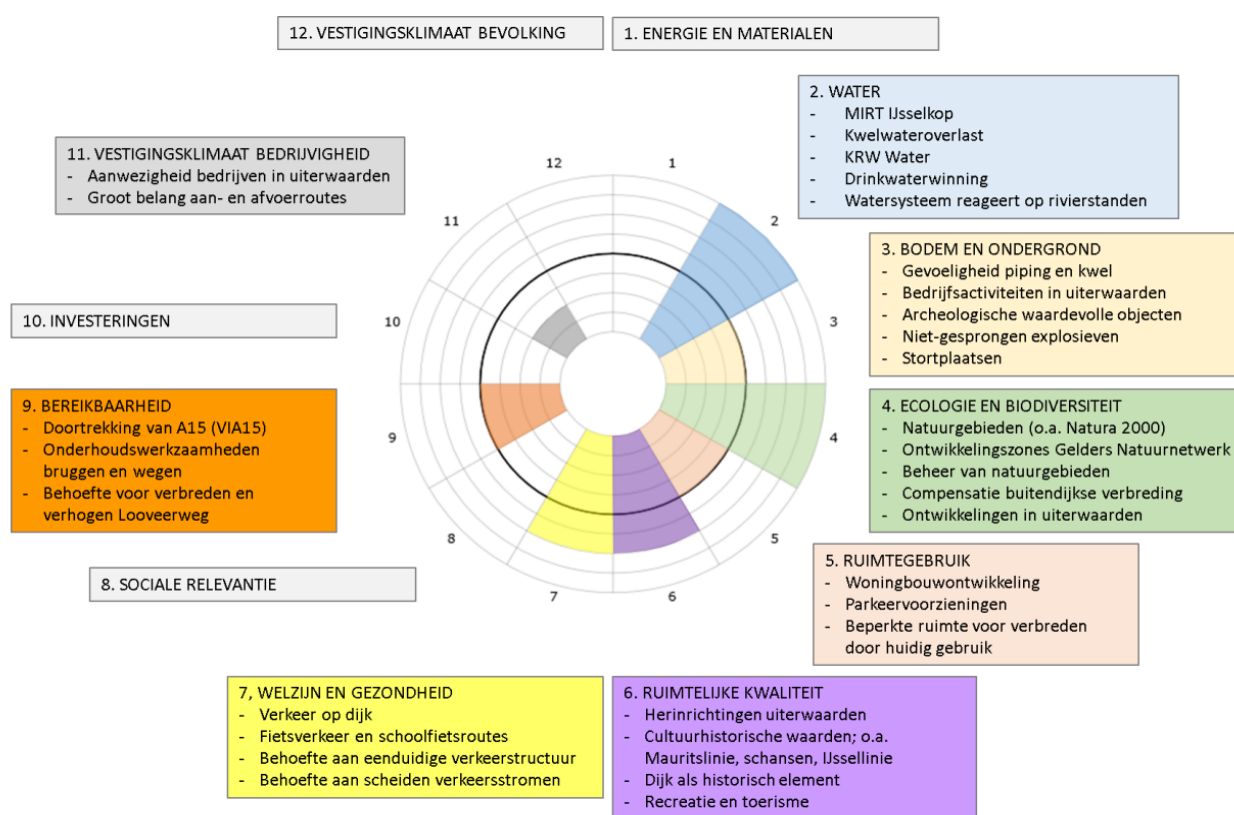 12. VESTIGINGSKLIMAAT BEVOLKING
1. ENERGIE EN MATERIALEN
2. WATER
- MIRT IJsselkop
- Kwelwateroverlast
- KRW Water
- Drinkwaterwinning
- Watersysteem reageert op rivierstanden
11. VESTIGINGSKLIMAAT BEDRIJVIGHEID
- Aanwezigheid bedrijven in uiterwaarden
- Groot belang aan- en afvoerroutes
3. BODEM EN ONDERGROND
- Gevoeligheid piping en kwel
- Bedrijfsactiviteiten in uiterwaarden
- Archeologische waardevolle objecten
- Niet-gesprongen explosieven
- Stortplaatsen
10. INVESTERINGEN
9. BEREIKBAARHEID
- Doortrekking van A15 (VIA15)
- Onderhoudswerkzaamheden
bruggen en wegen
- Behoefte voor verbreden en
verhogen Looveerweg
4. ECOLOGIE EN BIODIVERSITEIT
- Natuurgebieden (o.a. Natura 2000)
- Ontwikkelingszones Gelders Natuurnetwerk
- Beheer van natuurgebieden
- Compensatie buitendijkse verbreding
- Ontwikkelingen in uiterwaarden
8. SOCIALE RELEVANTIE
5. RUIMTEGEBRUIK
- Woningbouwontwikkeling
- Parkeervoorzieningen
- Beperkte ruimte voor verbreden
door huidig gebruik
7, WELZIJN EN GEZONDHEID
- Verkeer op dijk
- Fietsverkeer en schoolfietsroutes
- Behoefte aan eenduidige verkeerstructuur
- Behoefte aan scheiden verkeersstromen
6. RUIMTELIJKE KWALITEIT
- Herinrichtingen uiterwaarden
- Cultuurhistorische waarden; o.a.
Mauritslinie, schansen, IJssellinie
- Dijk als historisch element
- Recreatie en toerisme
12
1
2
3
4
5
6
7
8
9
10
11